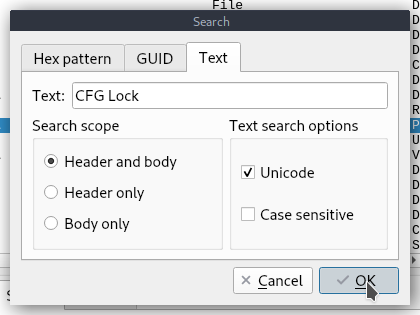 File
Search
Hex pattern GUID Text
Text: CFG Lock
Search scope Text search options
Header and body
Unicode
Header only
Case sensitive
Body only
Cancel OK